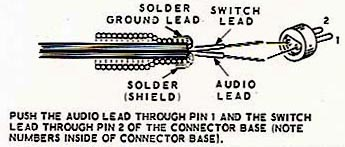 SOLDER
GROUND LEAD
SWITCH
LEAD
2
1
SOLDER
(SHIELD)
AUDIO
LEAD
PUSH THE AUDIO LEAD THROUGH PIN 1 AND THE SWITCH
LEAD THROUGH PIN 2 OF THE CONNECTOR BASE (NOTE
NUMBERS INSIDE OF CONNECTOR BASE).